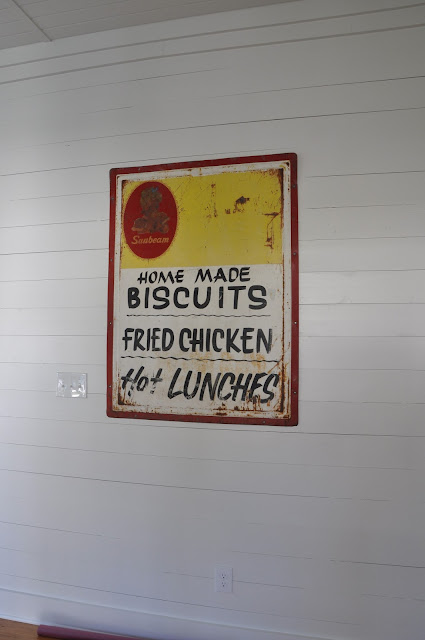 Sunbeam
HOME MADE
BISCUITS
FRIED CHICKEN
Hot LUNCHES